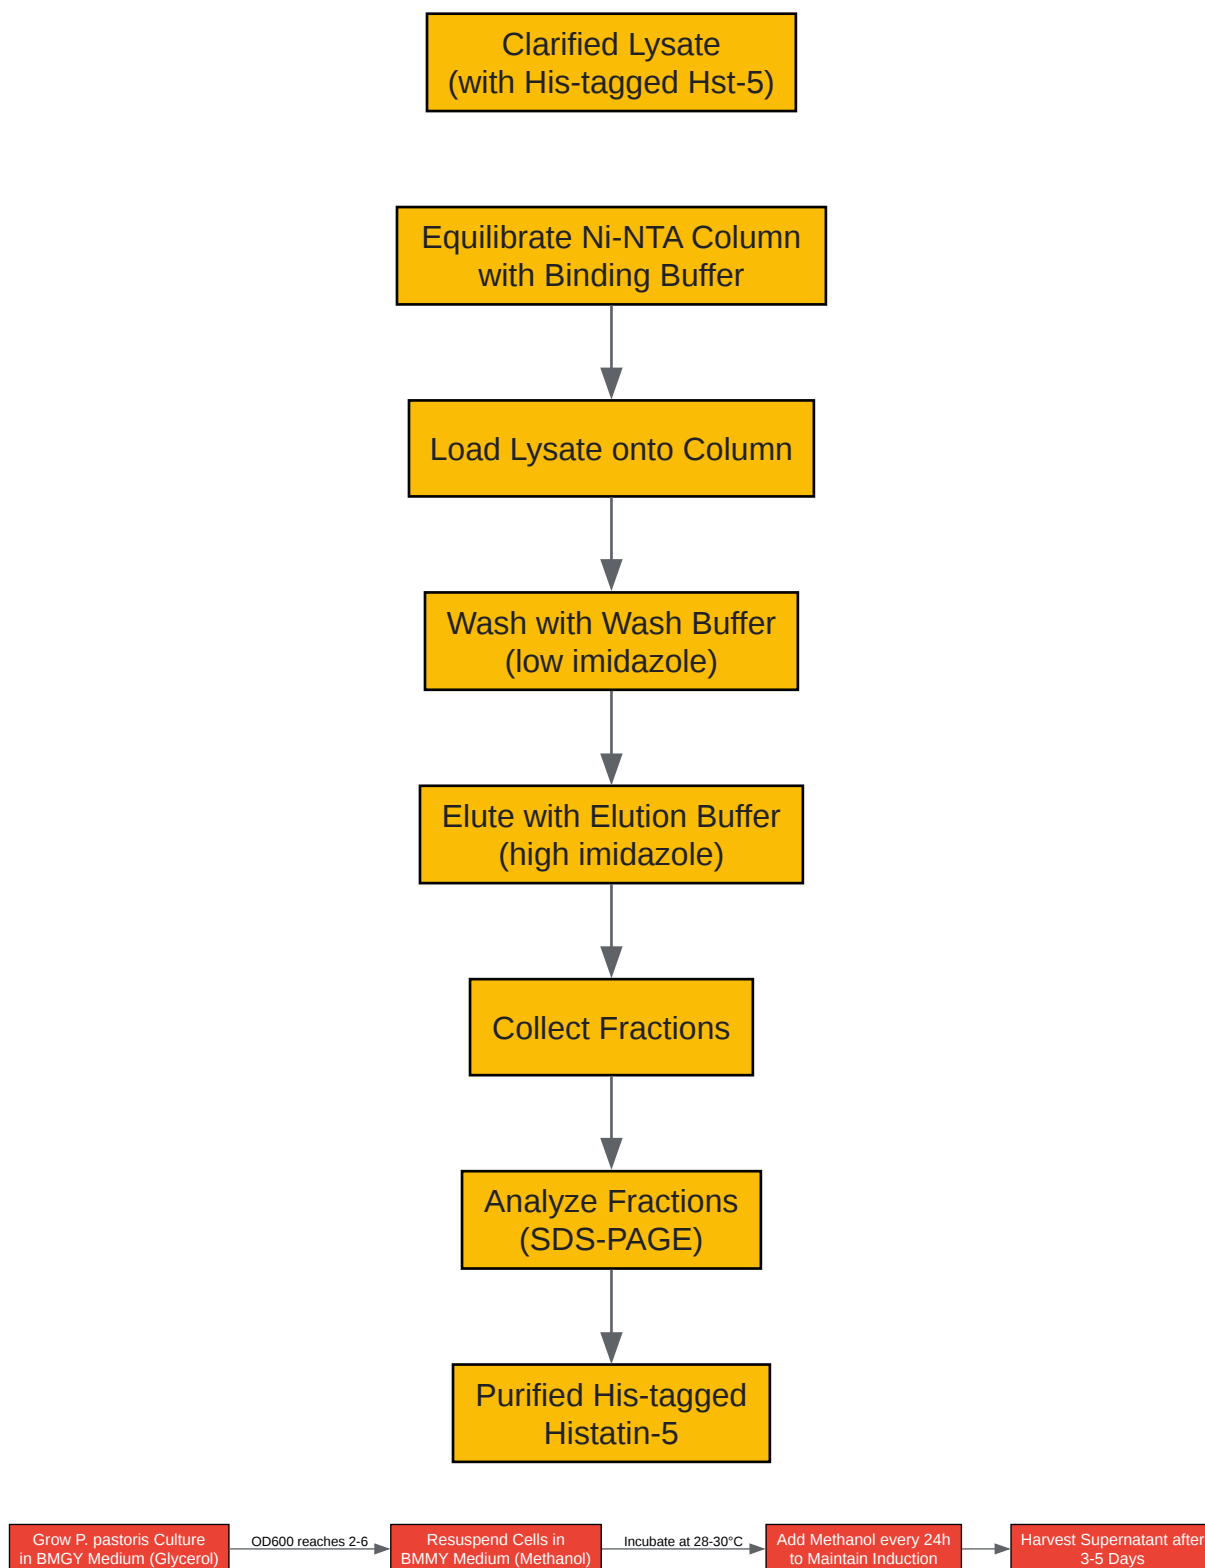 Clarified Lysate
(with His-tagged Hst-5)
Equilibrate Ni-NTA Column
with Binding Buffer
Load Lysate onto Column
Wash with Wash Buffer
(low imidazole)
Elute with Elution Buffer
(high imidazole)
Collect Fractions
Analyze Fractions
(SDS-PAGE)
Purified His-tagged
Histatin-5
Grow P. pastoris Culture
in BMGY Medium (Glycerol)
OD600 reaches 2-6
Resuspend Cells in
BMMY Medium (Methanol)
Incubate at 28-30°C
Add Methanol every 24h
to Maintain Induction
Harvest Supernatant after
3-5 Days